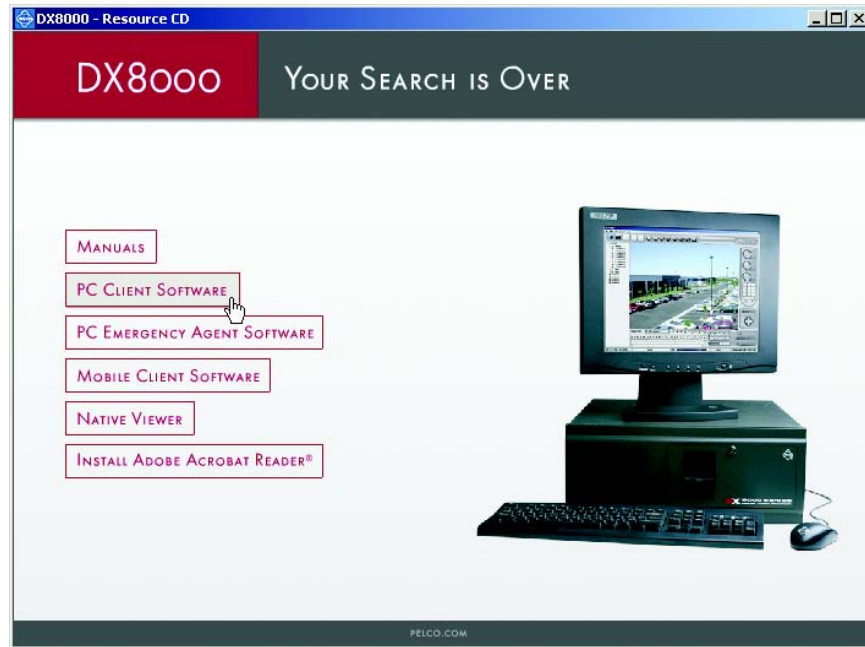 DX8000 - Resource CD
DX8000
YOUR SEARCH IS OVER
MANUALS
PC CLIENT SOFTWARE
PC EMERGENCY AGENT SOFTWARE
MOBILE CLIENT SOFTWARE
NATIVE VIEWER
INSTALL ADOBE ACROBAT READER®
PELCO.COM